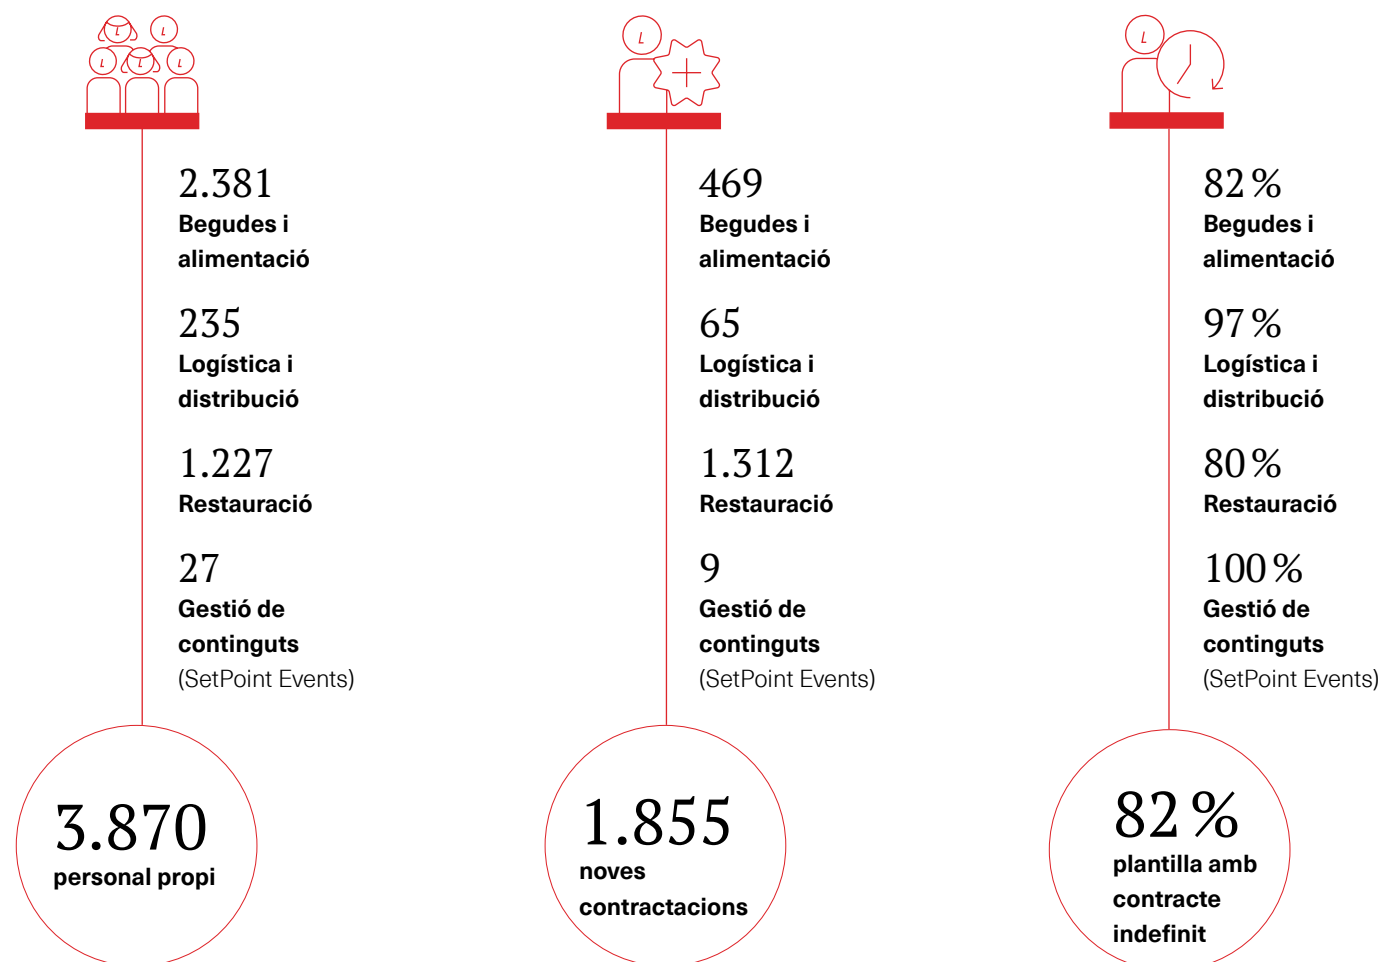 2.381
Begudes i
alimentació
235
Logística i
distribució
1.227
Restauració
27
Gestió de
continguts
(SetPoint Events)
3.870
personal propi
469
Begudes i
alimentació
65
Logística i
distribució
1.312
Restauració
9
Gestió de
continguts
(SetPoint Events)
1.855
noves
contractacions
82 %
Begudes i
alimentació
97 %
Logística i
distribució
80 %
Restauració
100 %
Gestió de
continguts
(SetPoint Events)
82 %
plantilla amb
contracte
indefinit